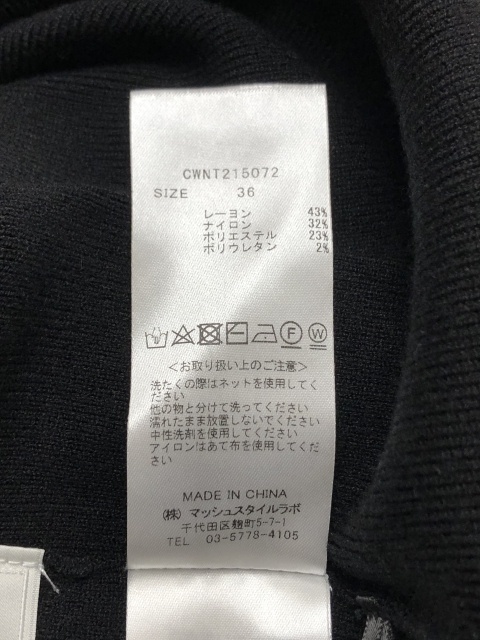 CWNT215072
SIZE 36
レーヨン 43%
ナイロン 32%
ポリエステル 23%
ポリウレタン 2%
F W
<お取り扱い上のご注意>
洗たくの際はネットを使用してく
ださい
他の物と分けて洗ってください
濡れたまま放置しないでください
中性洗剤を使用してください
アイロンはあて布を使用してくだ
さい
MADE IN CHINA
(株) マッシュスタイルラボ
千代田区麹町5-7-1
TEL 03-5778-4105